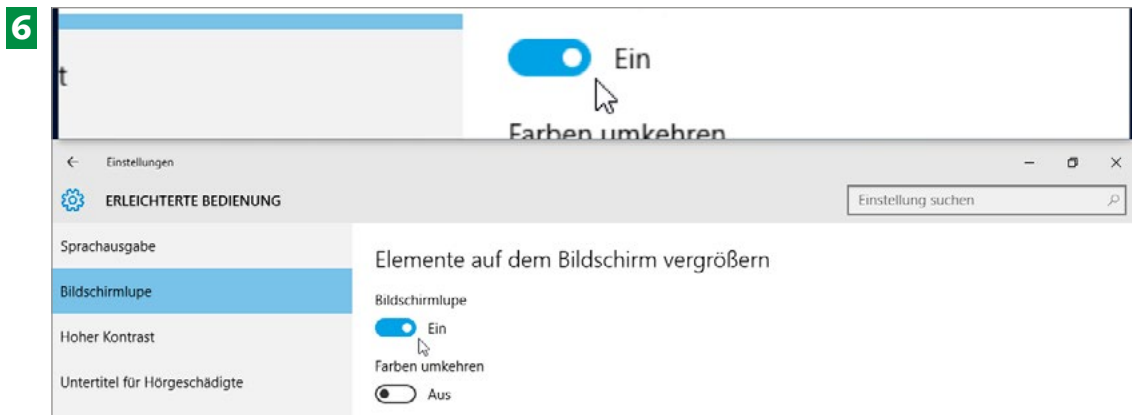 6
t
Ein
Farben umkehren
Einstellungen
ERLEICHTERTE BEDIENUNG
Einstellung suchen
Sprachausgabe
Bildschirmlupe
Hoher Kontrast
Untertitel für Hörgeschädigte
Elemente auf dem Bildschirm vergrößern
Bildschirmlupe
Ein
Farben umkehren
Aus